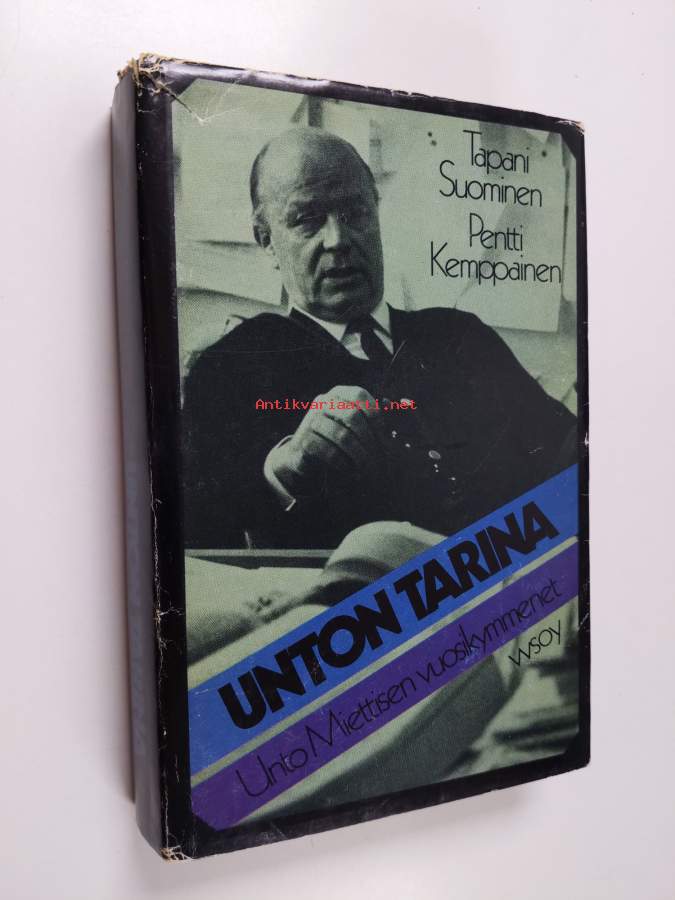 Tapani
Suominen
Pentti
Kemppainen
Antikvariaatti.net
UNTON TARINA
Unto Miettisen vuosikymmenet
wsoy